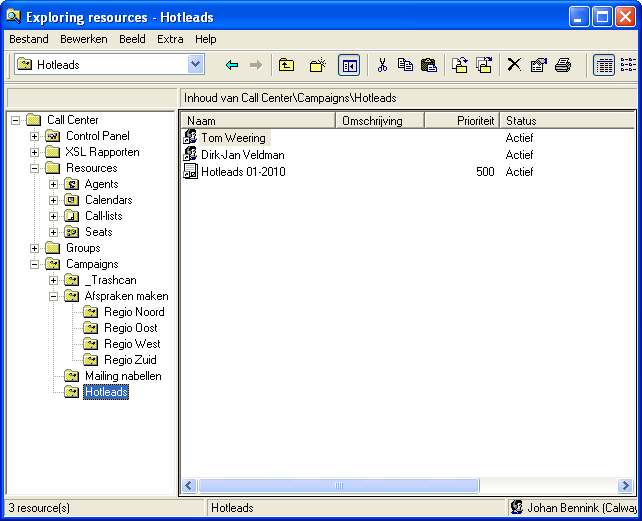 Exploring resources - Hotleads
Bestand Bewerken Beeld Extra Help
Hotleads
Inhoud van Call Center\Campaigns\Hotleads
Call Center
Control Panel
XSL Rapporten
Resources
Agents
Calendars
Call-lists
Seats
Groups
Campaigns
_Trashcan
Afspraken maken
Regio Noord
Regio Oost
Regio West
Regio Zuid
Mailing nabellen
Hotleads
Naam Omschrijving Prioriteit Status
Tom Weering Actief
Dirk-Jan Veldman Actief
Hotleads 01-2010 500 Actief
3 resource(s) Hotleads Johan Bennink (Calway